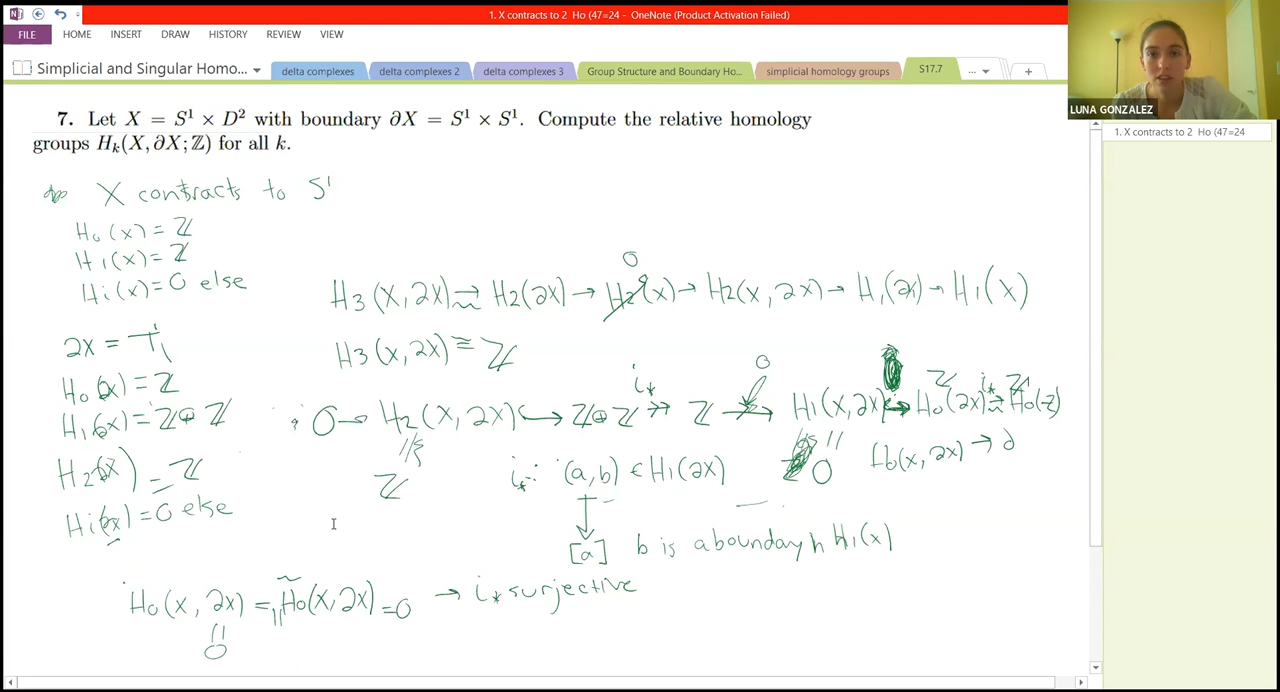 1. X contracts to 2 Ho (47=24 - OneNote (Product Activation Failed)
FILE HOME INSERT DRAW HISTORY REVIEW VIEW
Simplicial and Singular Homo... delta complexes delta complexes 2 delta complexes 3 Group Structure and Boundary Ho... simplicial homology groups S17.7 ... +
LUNA GONZALEZ
1. X contracts to 2 Ho (47=24
7. Let X = S¹ × D² with boundary ∂X = S¹ × S¹. Compute the relative homology
groups Hₖ(X, ∂X; ℤ) for all k.
X contracts to S¹
H₀(X) = ℤ
H₁(X) = ℤ
Hi(X) = 0 else
0
H₃(X, ∂X) → H₂(∂X) → H₂(X) → H₂(X, ∂X) → H₁(∂X) → H₁(X)
∂X = T₁
H₃(X, ∂X) ≅ ℤ
H₀(∂X) = ℤ
H₁(∂X) = ℤ⊕ℤ
i* 0 ℤ i* ℤ
0 → H₂(X, ∂X) ↪ ℤ⊕ℤ ↠ ℤ → H₁(X, ∂X) → H₀(∂X) → H₀(X)
H₂(∂X) = ℤ
ℤ
i*: (a,b) ∈ H₁(∂X)
0
H₀(X, ∂X) → 0
Hi(∂X) = 0 else
[a] b is a bounday n H₁(X)
H₀(X, ∂X) = H̃₀(X, ∂X) = 0 → i* surjective
0